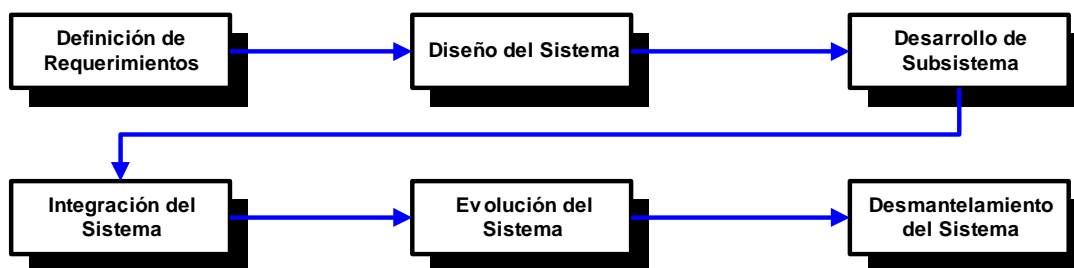 Definición de
Requerimientos
Diseño del Sistema
Desarrollo de
Subsistema
Integración del
Sistema
Evolución del
Sistema
Desmantelamiento
del Sistema